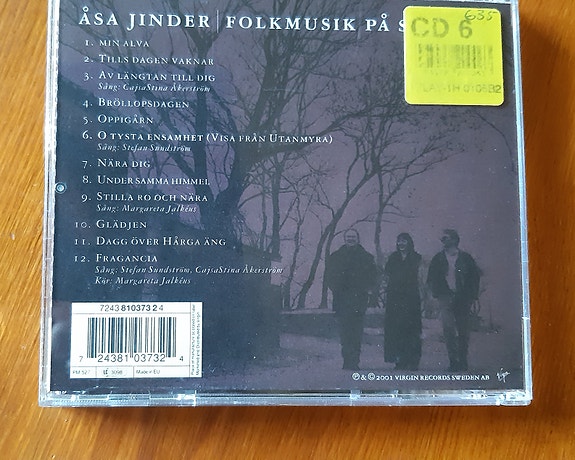 ÅSA JINDER | FOLKMUSIK PÅ S
CD 6
635
1. MIN ALVA
2. TILLS DAGEN VAKNAR
3. AV LÄNGTAN TILL DIG
Sång: CajsaStina Åkerström
4. BRÖLLOPSDAGEN
5. OPPIGÅRN
6. O TYSTA ENSAMHET (VISA FRÅN UTANMYRA)
Sång: Stefan Sundström
7. NÄRA DIG
8. UNDER SAMMA HIMMEL
9. STILLA RO OCH NÄRA
Sång: Margareta Jalkéus
10. GLÄDJEN
11. DAGG ÖVER HÅRGA ÄNG
12. FRAGANCIA
Sång: Stefan Sundström, CajsaStina Åkerström
Kör: Margareta Jalkéus
7243 810373 2 4
7 24381 03732 4
PM 527
3098
Made in EU
℗ & © 2001 VIRGIN RECORDS SWEDEN AB